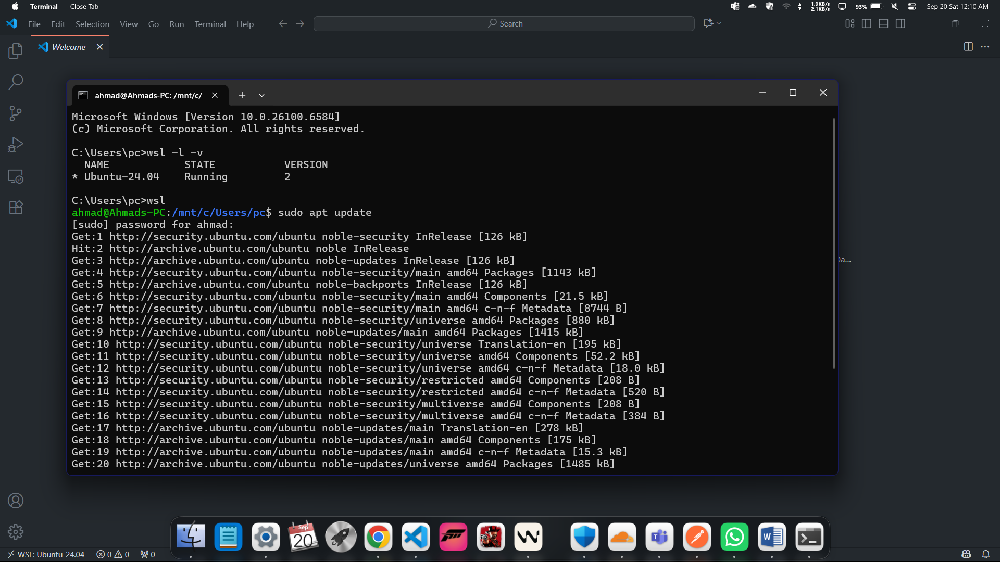 Terminal Close Tab
1.9KB/s
2.1KB/s
93%
Sep 20 Sat 12:10 AM
File Edit Selection View Go Run Terminal Help
Search
Welcome
ahmad@Ahmads-PC: /mnt/c/
Microsoft Windows [Version 10.0.26100.6584]
(c) Microsoft Corporation. All rights reserved.
C:\Users\pc>wsl -l -v
NAME STATE VERSION
* Ubuntu-24.04 Running 2
C:\Users\pc>wsl
ahmad@Ahmads-PC:/mnt/c/Users/pc$ sudo apt update
[sudo] password for ahmad:
Get:1 http://security.ubuntu.com/ubuntu noble-security InRelease [126 kB]
Hit:2 http://archive.ubuntu.com/ubuntu noble InRelease
Get:3 http://archive.ubuntu.com/ubuntu noble-updates InRelease [126 kB]
Get:4 http://security.ubuntu.com/ubuntu noble-security/main amd64 Packages [1143 kB]
Get:5 http://archive.ubuntu.com/ubuntu noble-backports InRelease [126 kB]
Get:6 http://security.ubuntu.com/ubuntu noble-security/main amd64 Components [21.5 kB]
Get:7 http://security.ubuntu.com/ubuntu noble-security/main amd64 c-n-f Metadata [8744 B]
Get:8 http://security.ubuntu.com/ubuntu noble-security/universe amd64 Packages [880 kB]
Get:9 http://archive.ubuntu.com/ubuntu noble-updates/main amd64 Packages [1415 kB]
Get:10 http://security.ubuntu.com/ubuntu noble-security/universe Translation-en [195 kB]
Get:11 http://security.ubuntu.com/ubuntu noble-security/universe amd64 Components [52.2 kB]
Get:12 http://security.ubuntu.com/ubuntu noble-security/universe amd64 c-n-f Metadata [18.0 kB]
Get:13 http://security.ubuntu.com/ubuntu noble-security/restricted amd64 Components [208 B]
Get:14 http://security.ubuntu.com/ubuntu noble-security/restricted amd64 c-n-f Metadata [520 B]
Get:15 http://security.ubuntu.com/ubuntu noble-security/multiverse amd64 Components [208 B]
Get:16 http://security.ubuntu.com/ubuntu noble-security/multiverse amd64 c-n-f Metadata [384 B]
Get:17 http://archive.ubuntu.com/ubuntu noble-updates/main Translation-en [278 kB]
Get:18 http://archive.ubuntu.com/ubuntu noble-updates/main amd64 Components [175 kB]
Get:19 http://archive.ubuntu.com/ubuntu noble-updates/main amd64 c-n-f Metadata [15.3 kB]
Get:20 http://archive.ubuntu.com/ubuntu noble-updates/universe amd64 Packages [1485 kB]
Sep
20
WSL: Ubuntu-24.04 0 0 0